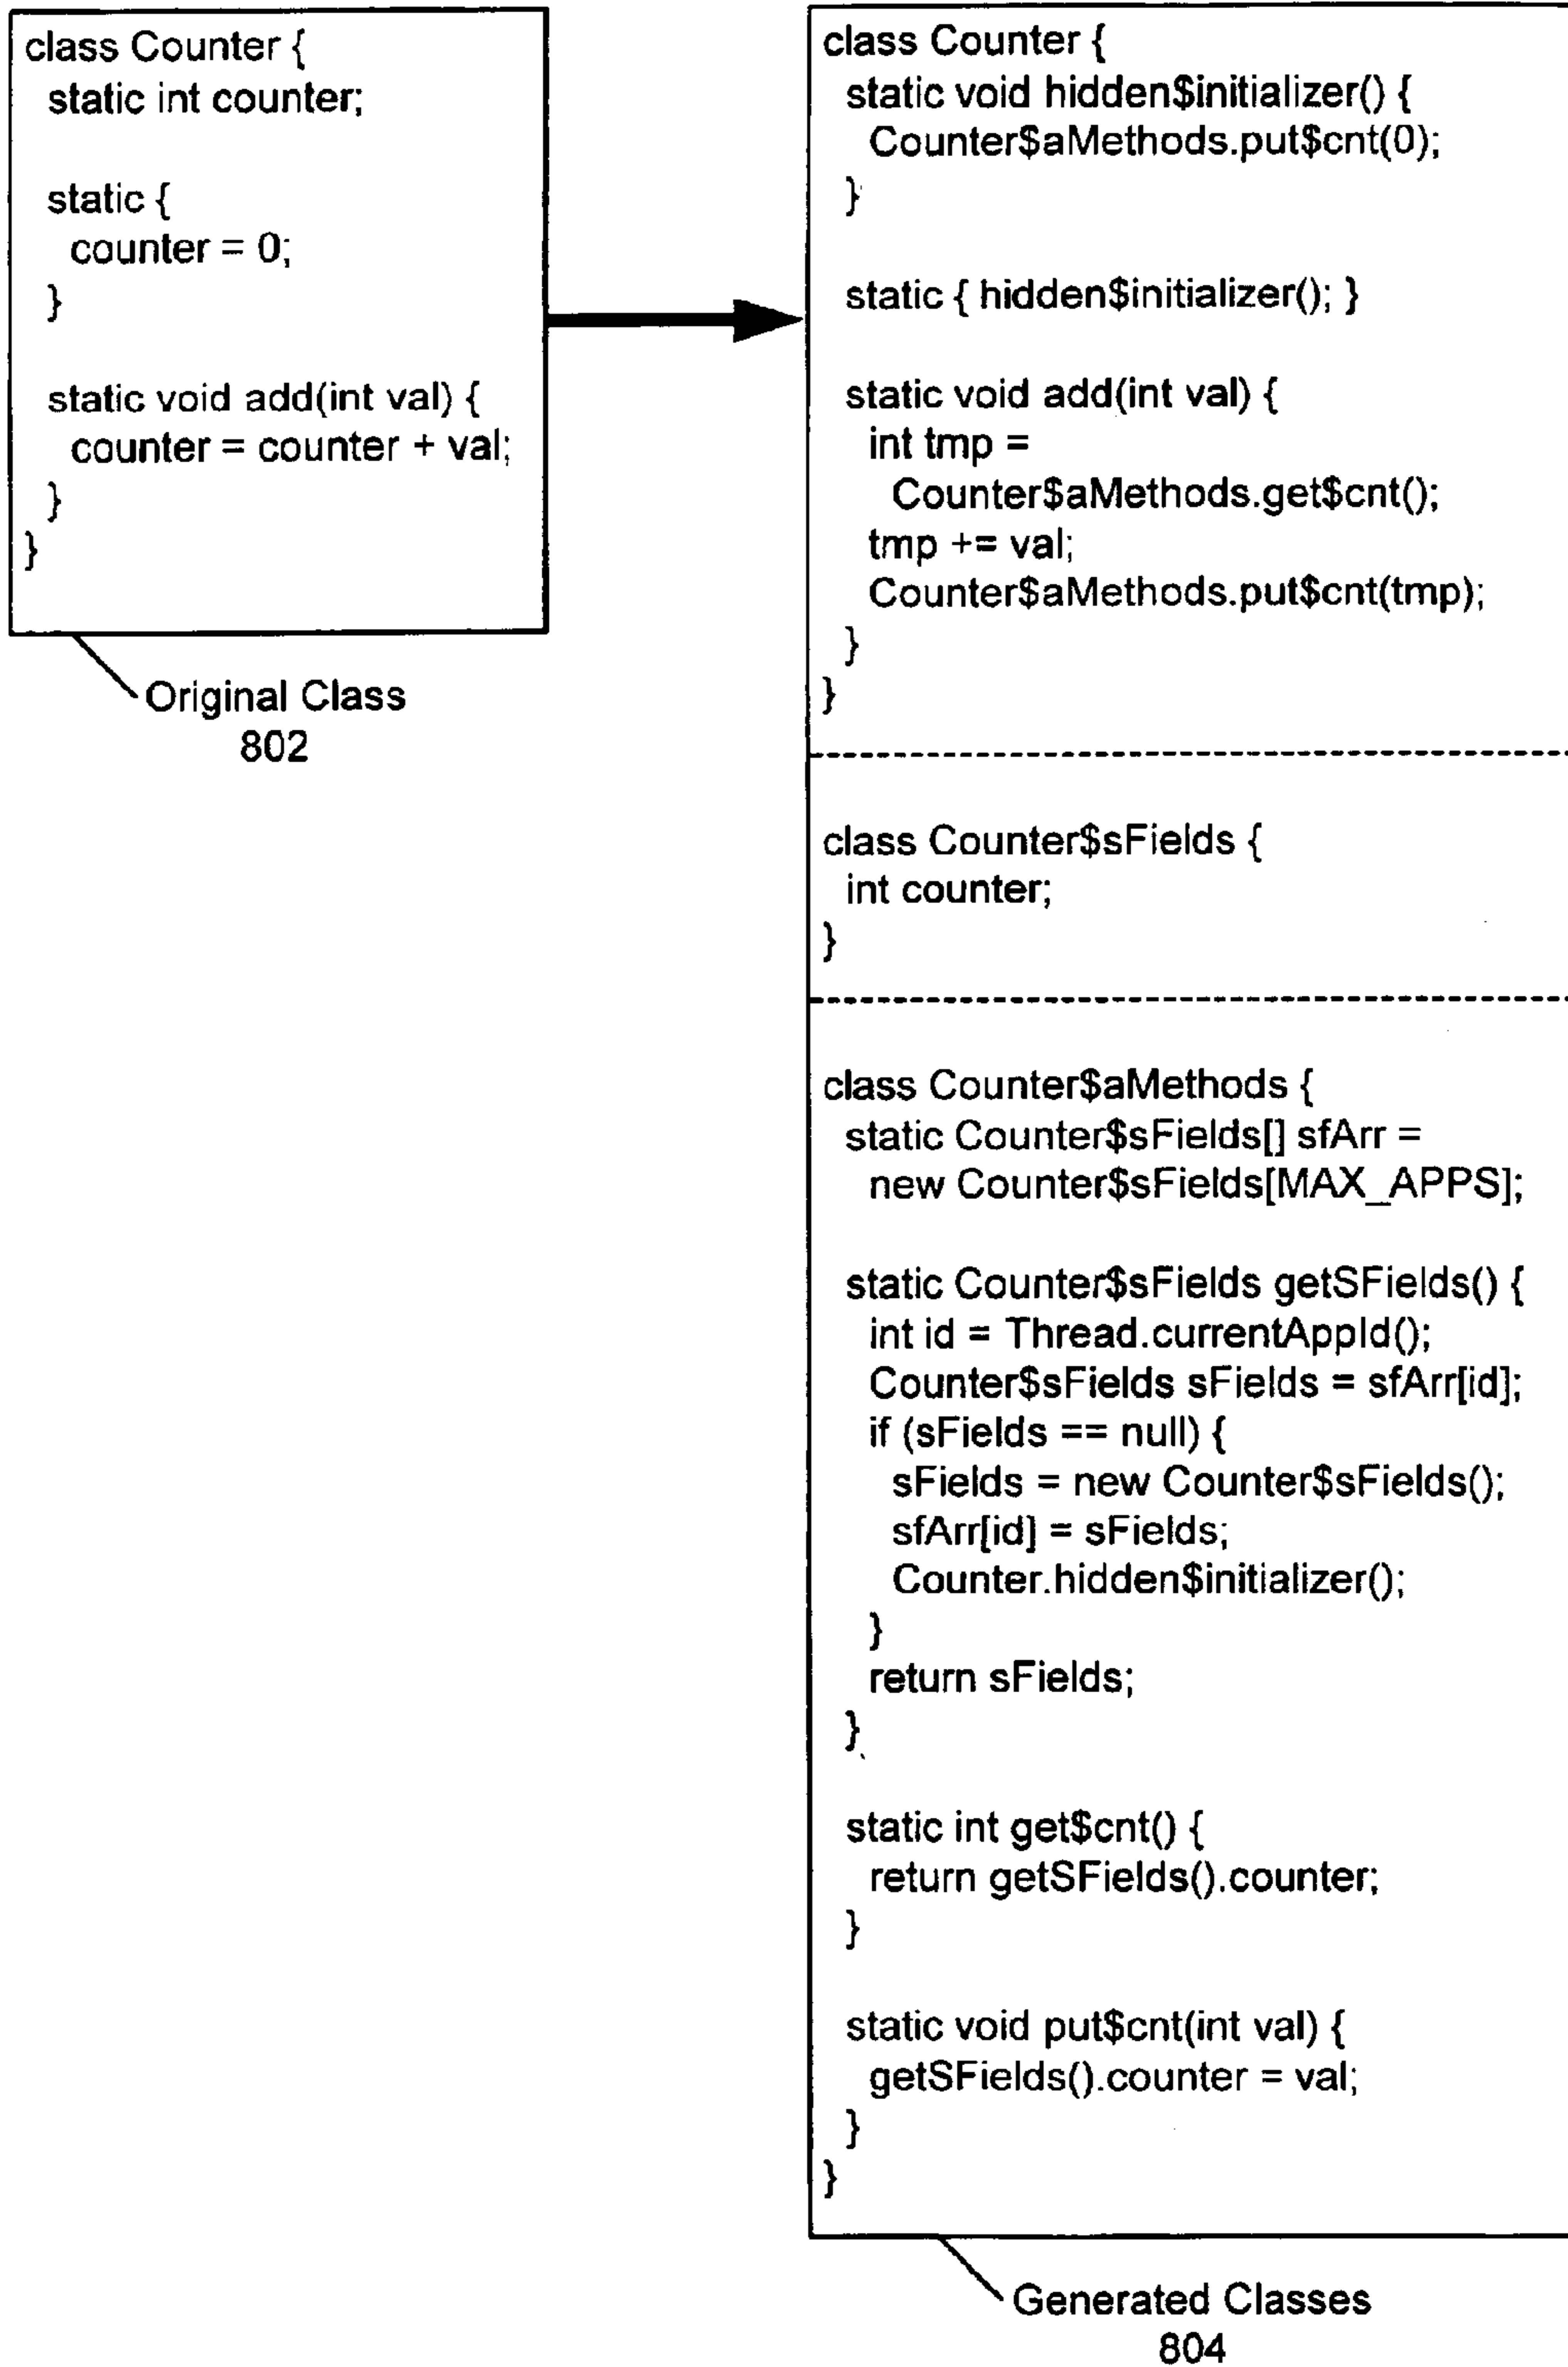 class Counter {
static int counter;
static {
counter = 0;
}
static void add(int val) {
counter = counter + val;
}
}
Original Class
802
class Counter {
static void hidden$initializer() {
Counter$aMethods.put$cnt(0);
}
static { hidden$initializer(); }
static void add(int val) {
int tmp =
Counter$aMethods.get$cnt();
tmp += val;
Counter$aMethods.put$cnt(tmp);
}
}
class Counter$sFields {
int counter;
}
class Counter$aMethods {
static Counter$sFields[] sfArr =
new Counter$sFields[MAX_APPS];
static Counter$sFields getSFields() {
int id = Thread.currentAppId();
Counter$sFields sFields = sfArr[id];
if (sFields == null) {
sFields = new Counter$sFields();
sfArr[id] = sFields;
Counter.hidden$initializer();
}
return sFields;
}
static int get$cnt() {
return getSFields().counter;
}
static void put$cnt(int val) {
getSFields().counter = val;
}
}
Generated Classes
804